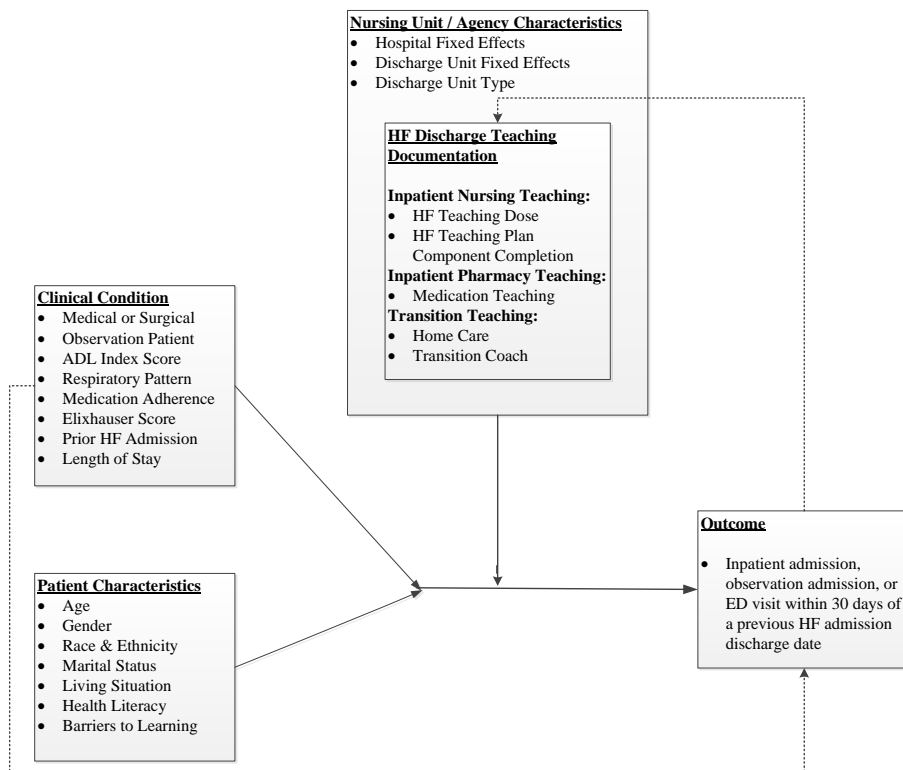 Nursing Unit / Agency Characteristics
• Hospital Fixed Effects
• Discharge Unit Fixed Effects
• Discharge Unit Type
HF Discharge Teaching
Documentation
Inpatient Nursing Teaching:
• HF Teaching Dose
• HF Teaching Plan
Component Completion
Inpatient Pharmacy Teaching:
• Medication Teaching
Transition Teaching:
• Home Care
• Transition Coach
Clinical Condition
• Medical or Surgical
• Observation Patient
• ADL Index Score
• Respiratory Pattern
• Medication Adherence
• Elixhauser Score
• Prior HF Admission
• Length of Stay
Patient Characteristics
• Age
• Gender
• Race & Ethnicity
• Marital Status
• Living Situation
• Health Literacy
• Barriers to Learning
Outcome
• Inpatient admission,
observation admission, or
ED visit within 30 days of
a previous HF admission
discharge date